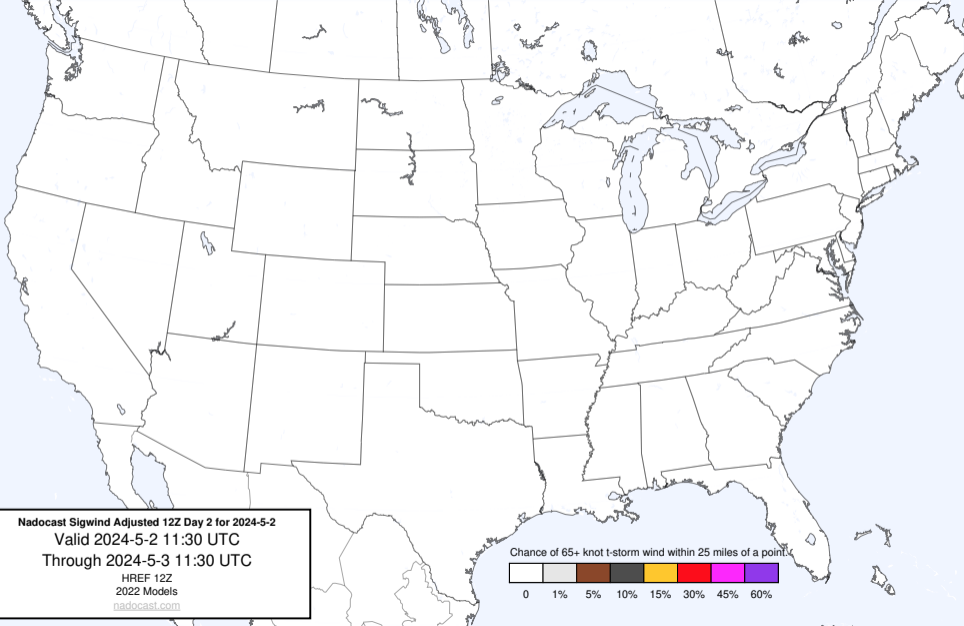 Nadocast Sigwind Adjusted 12Z Day 2 for 2024-5-2
Valid 2024-5-2 11:30 UTC
Through 2024-5-3 11:30 UTC
HREF 12Z
2022 Models
nadocast.com
Chance of 65+ knot t-storm wind within 25 miles of a point.
0 1% 5% 10% 15% 30% 45% 60%